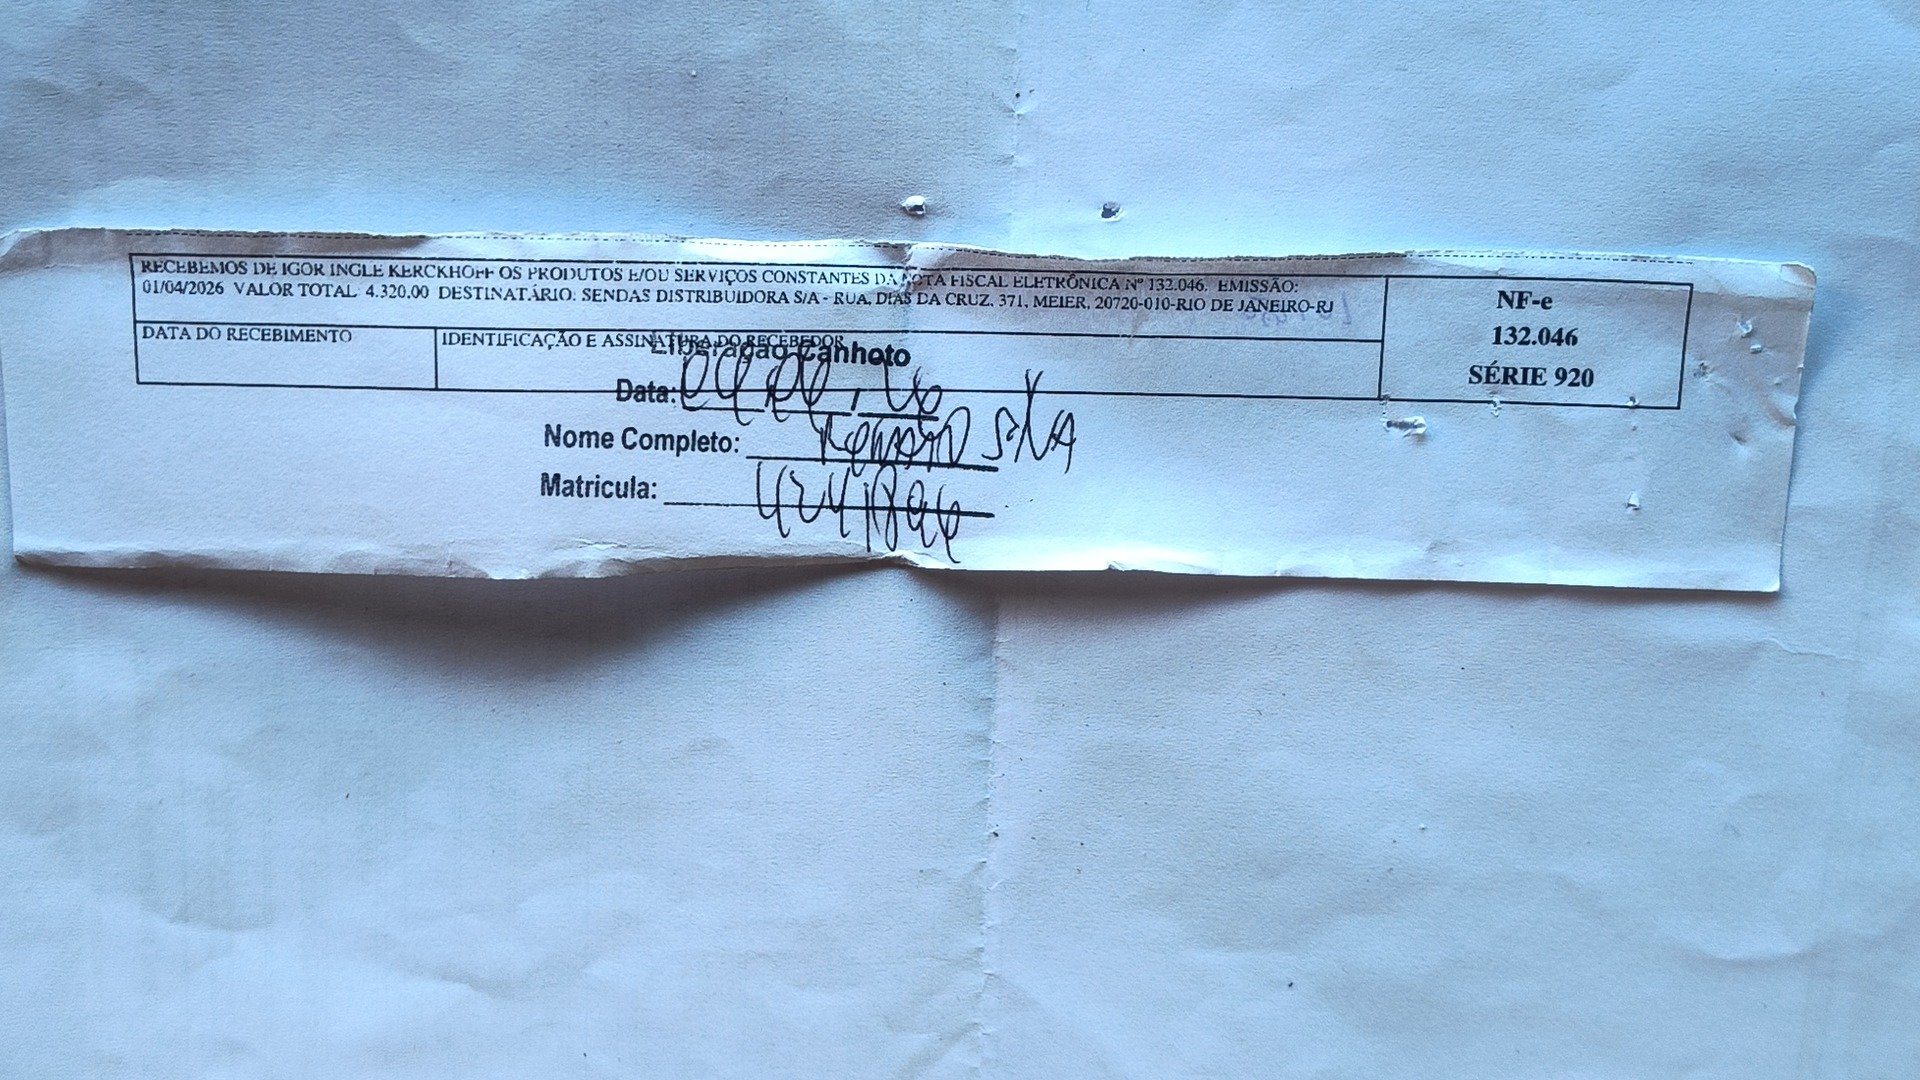 RECEBEMOS DE IGOR INGLE KERCKHOFF OS PRODUTOS E/OU SERVIÇOS CONSTANTES DA NOTA FISCAL ELETRÔNICA Nº 132.046. EMISSÃO:
01/04/2026 VALOR TOTAL 4.320,00 DESTINATÁRIO: SENDAS DISTRIBUIDORA S/A - RUA, DIAS DA CRUZ, 371, MEIER, 20720-010-RIO DE JANEIRO-RJ
DATA DO RECEBIMENTO
IDENTIFICAÇÃO E ASSINATURA DO RECEBEDOR
NF-e
132.046
SÉRIE 920
Liberação Canhoto
Data:
Nome Completo: SILVA
Matricula: